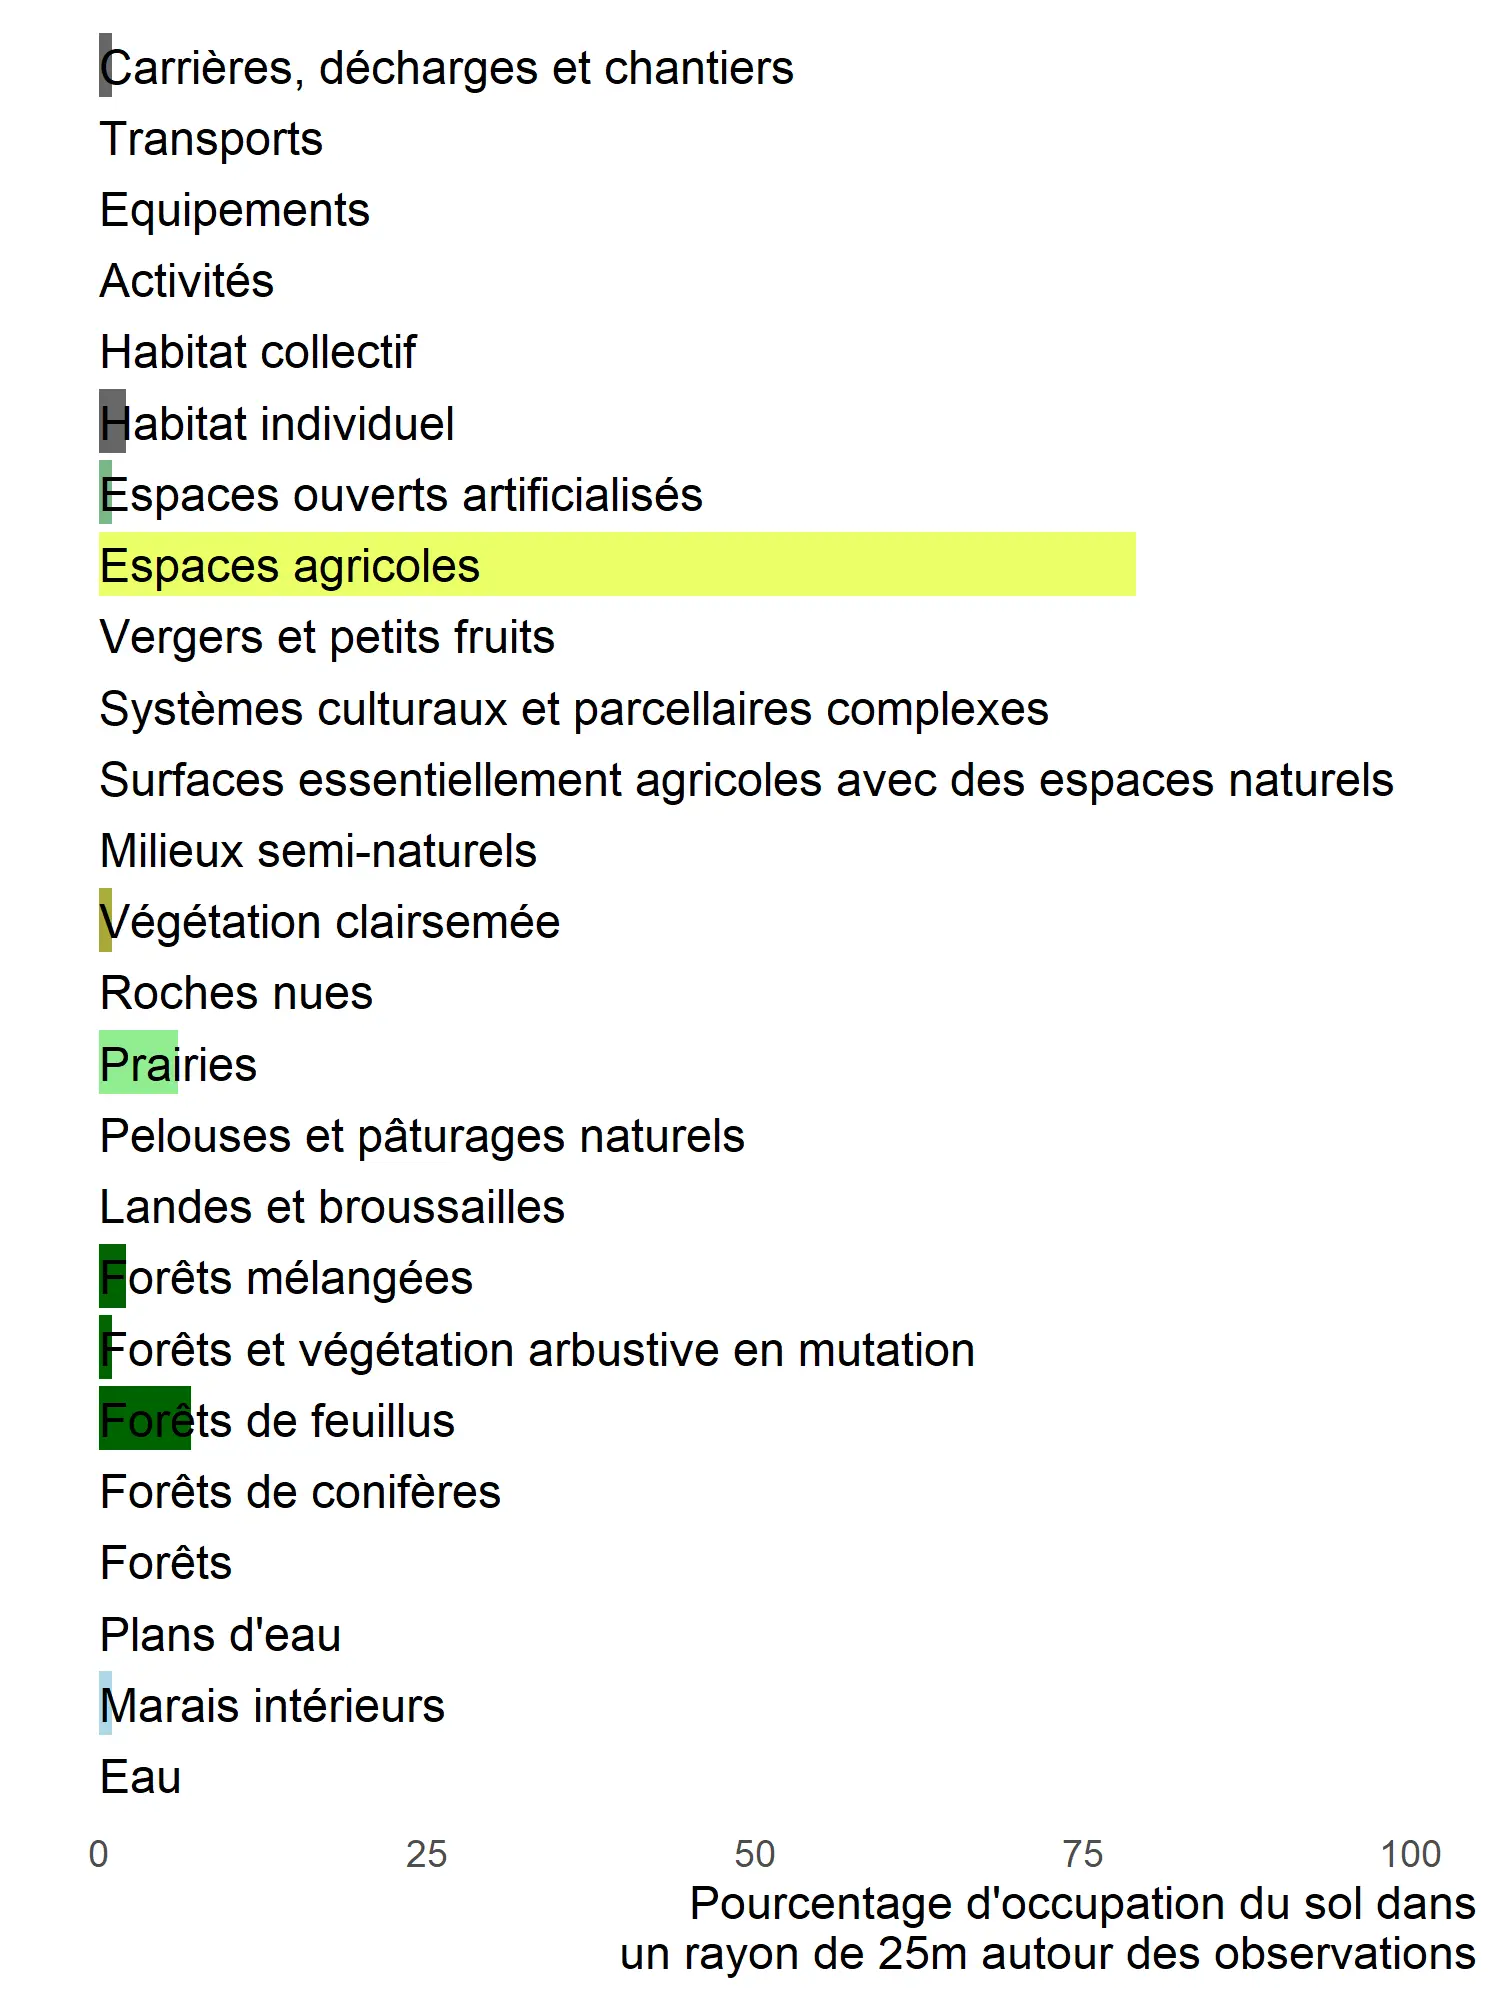 Carrières, décharges et chantiers
Transports
Equipements
Activités
Habitat collectif
Habitat individuel
Espaces ouverts artificialisés
Espaces agricoles
Vergers et petits fruits
Systèmes culturaux et parcellaires complexes
Surfaces essentiellement agricoles avec des espaces naturels
Milieux semi-naturels
Végétation clairsemée
Roches nues
Prairies
Pelouses et pâturages naturels
Landes et broussailles
Forêts mélangées
Forêts et végétation arbustive en mutation
Forêts de feuillus
Forêts de conifères
Forêts
Plans d'eau
Marais intérieurs
Eau
0 25 50 75 100
Pourcentage d'occupation du sol dans
un rayon de 25m autour des observations